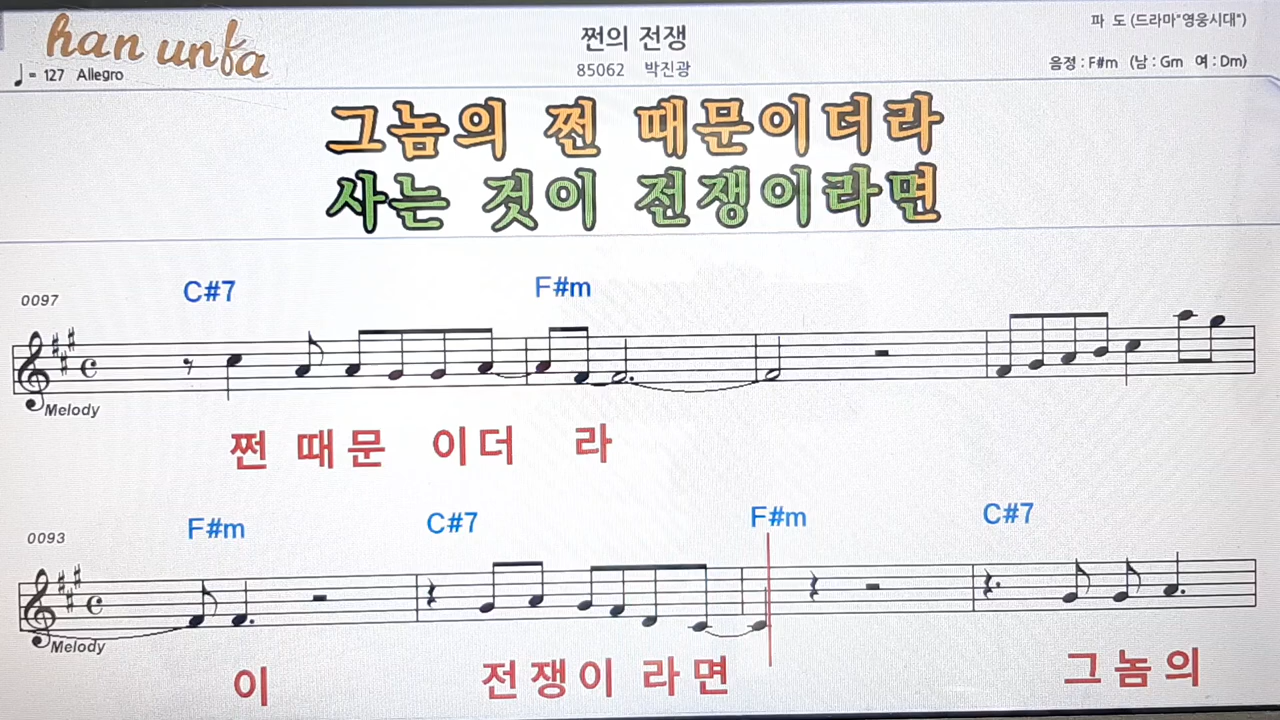 han unfa
♩= 127 Allegro
쩐의 전쟁
85062 박진광
파 도 (드라마"영웅시대")
음정 : F#m (남 : Gm 여 : Dm)
그놈의 쩐 때문이더라
사는 것이 전쟁이라면
0097 C#7 F#m
Melody
쩐 때문 이더 라
0093 F#m C#7 F#m C#7
Melody
이 전쟁이 라면 그놈의